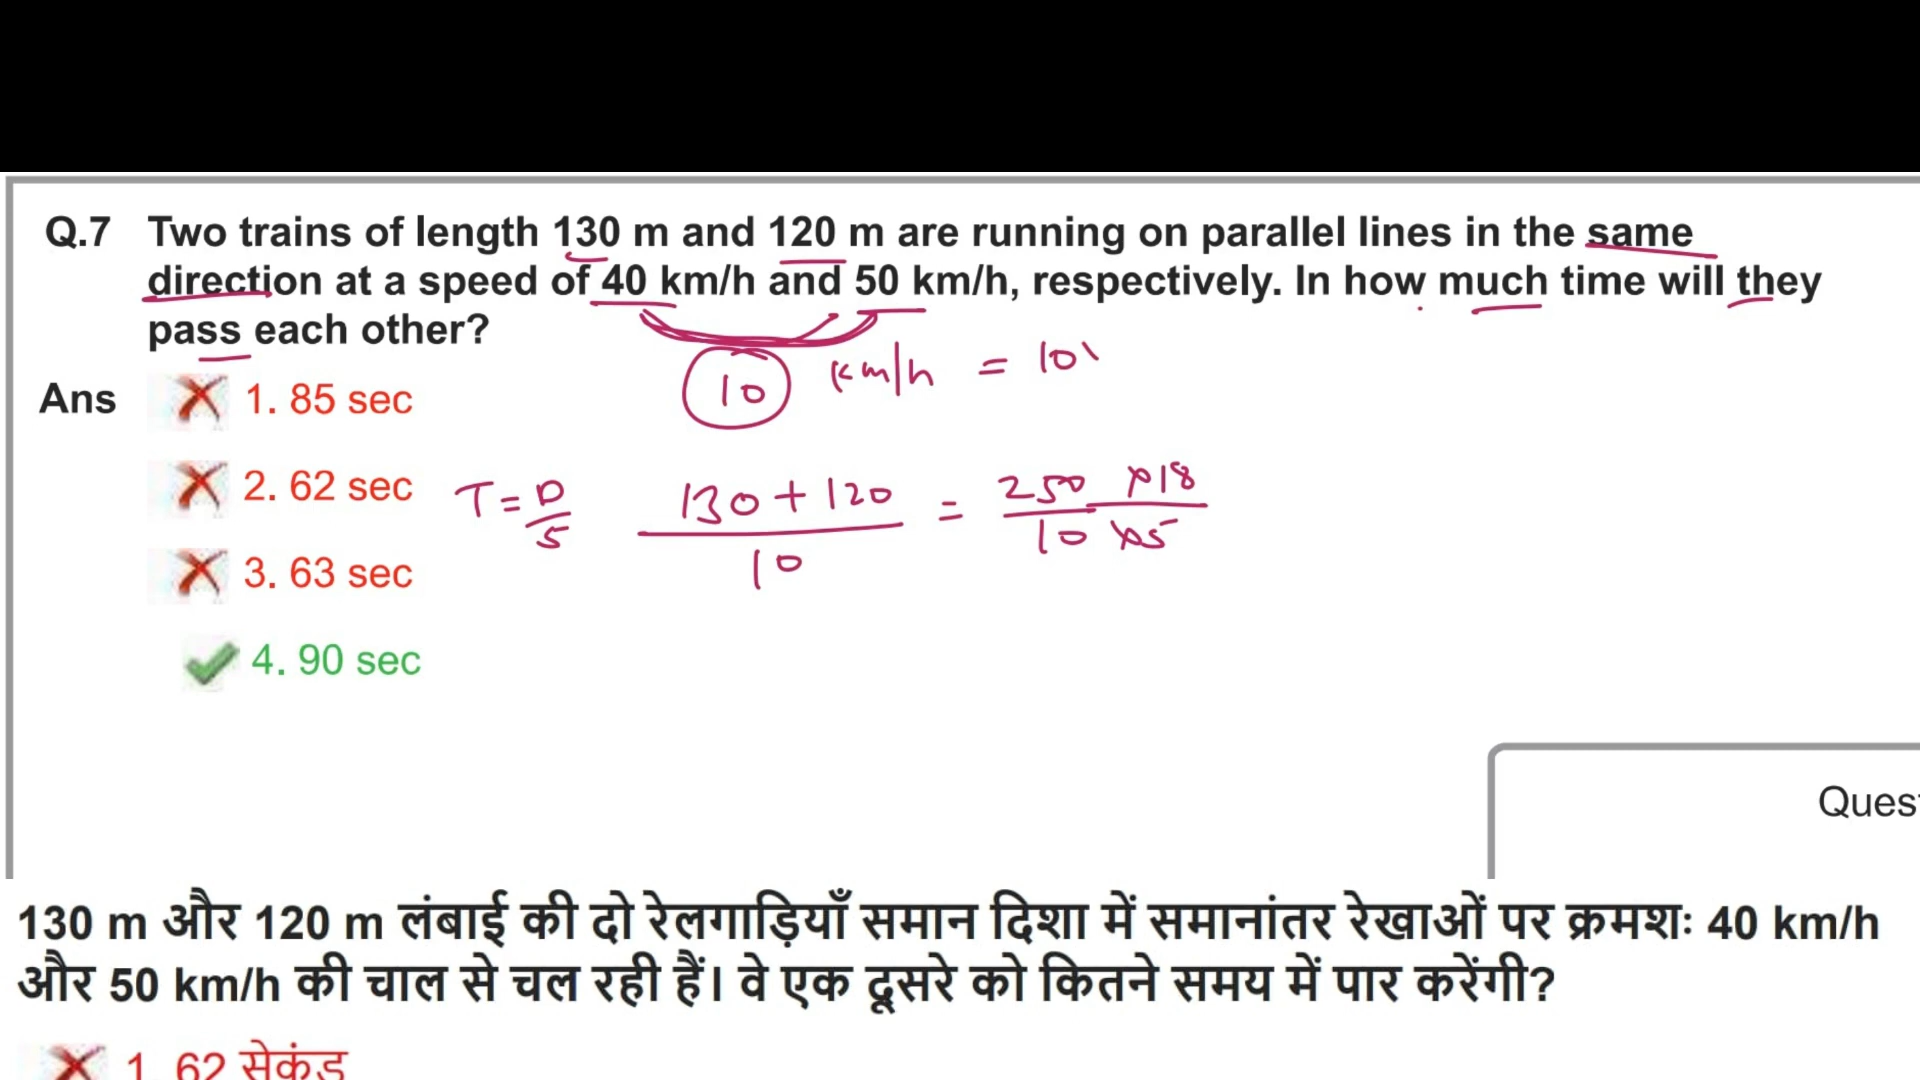 Q.7 Two trains of length 130 m and 120 m are running on parallel lines in the same
direction at a speed of 40 km/h and 50 km/h, respectively. In how much time will they
pass each other?
10 km/h = 10
Ans 1. 85 sec
2. 62 sec
T = D/S 130 + 120 / 10 = 250 × 18 / 10 × 5
3. 63 sec
4. 90 sec
Ques
130 m और 120 m लंबाई की दो रेलगाड़ियाँ समान दिशा में समानांतर रेखाओं पर क्रमशः 40 km/h
और 50 km/h की चाल से चल रही हैं। वे एक दूसरे को कितने समय में पार करेंगी?
1. 62 सेकंड